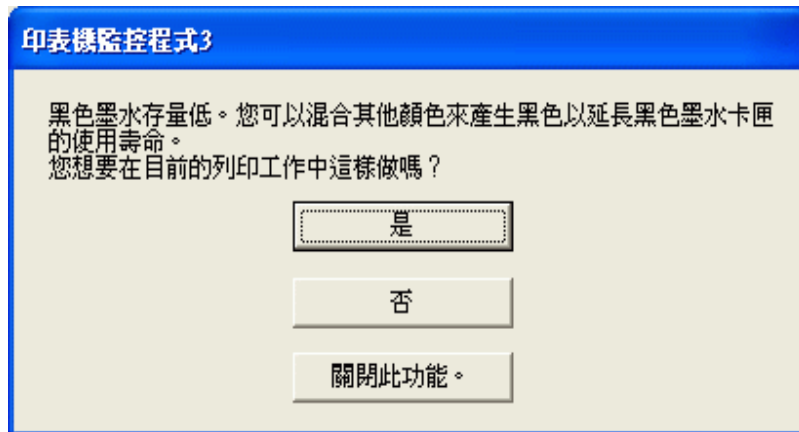 印表機監控程式3
黑色墨水存量低。您可以混合其他顏色來產生黑色以延長黑色墨水卡匣
的使用壽命。
您想要在目前的列印工作中這樣做嗎？
是
否
關閉此功能。